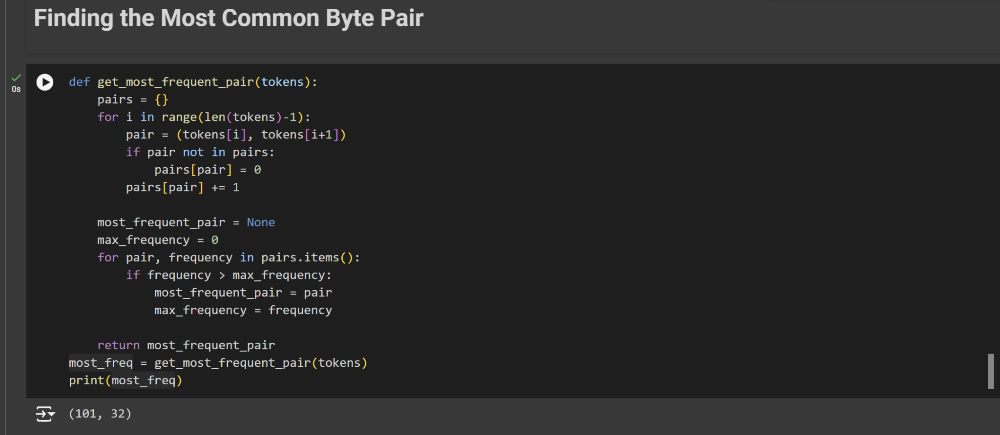 Finding the Most Common Byte Pair
0s
def get_most_frequent_pair(tokens):
    pairs = {}
    for i in range(len(tokens)-1):
        pair = (tokens[i], tokens[i+1])
        if pair not in pairs:
            pairs[pair] = 0
        pairs[pair] += 1

    most_frequent_pair = None
    max_frequency = 0
    for pair, frequency in pairs.items():
        if frequency > max_frequency:
            most_frequent_pair = pair
            max_frequency = frequency

    return most_frequent_pair
most_freq = get_most_frequent_pair(tokens)
print(most_freq)
(101, 32)